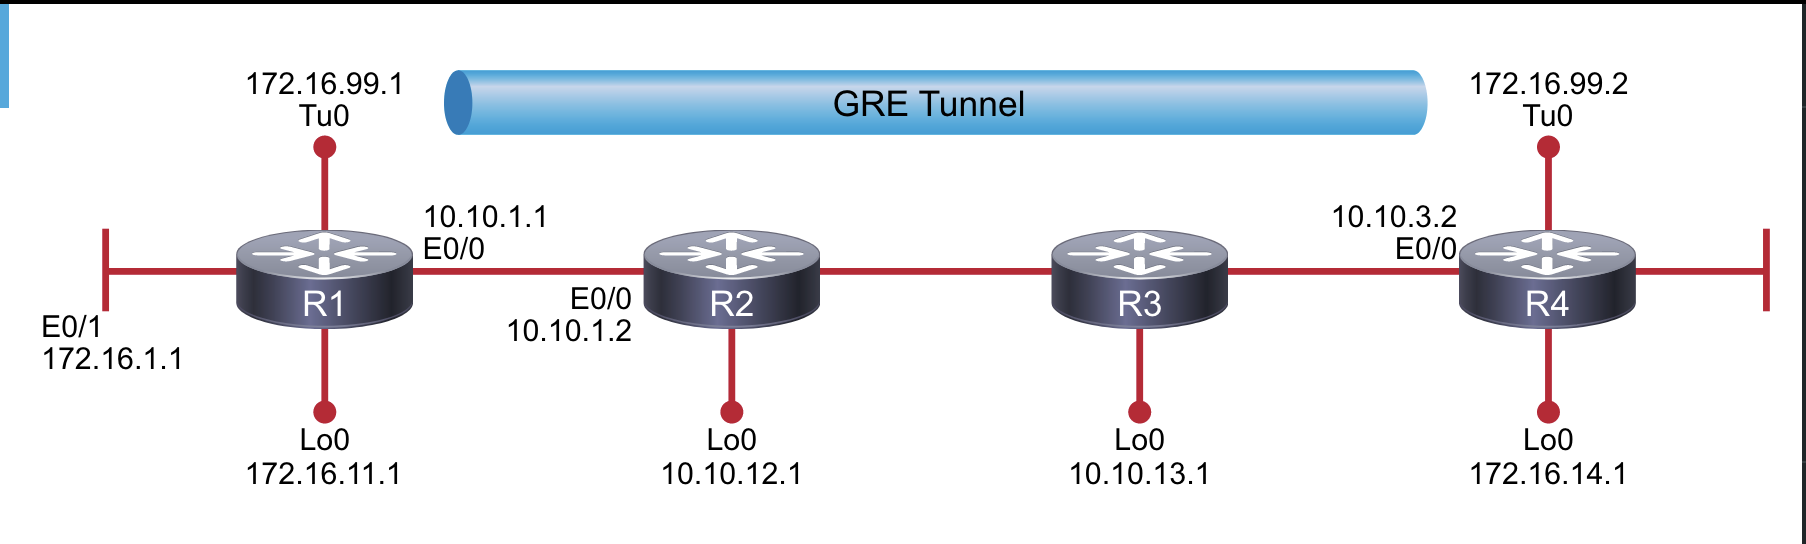 172.16.99.1
Tu0
GRE Tunnel
172.16.99.2
Tu0
10.10.1.1
E0/0
10.10.3.2
E0/0
R1
R2
R3
R4
E0/0
10.10.1.2
E0/1
172.16.1.1
Lo0
172.16.11.1
Lo0
10.10.12.1
Lo0
10.10.13.1
Lo0
172.16.14.1